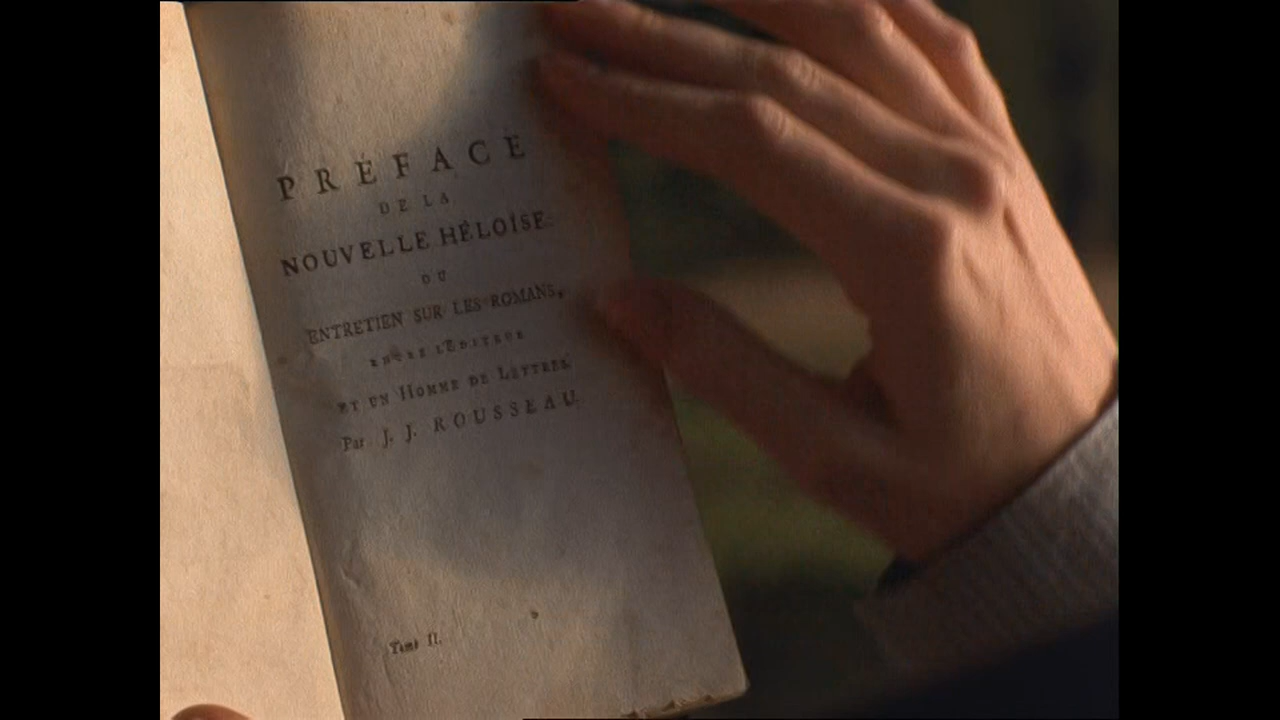 PRÉFACE
DE LA
NOUVELLE HÉLOÏSE:
OU
ENTRETIEN SUR LES ROMANS,
ENTRE L'ÉDITEUR
ET UN HOMME DE LETTRES.
Par J. J. ROUSSEAU.
Tome II.